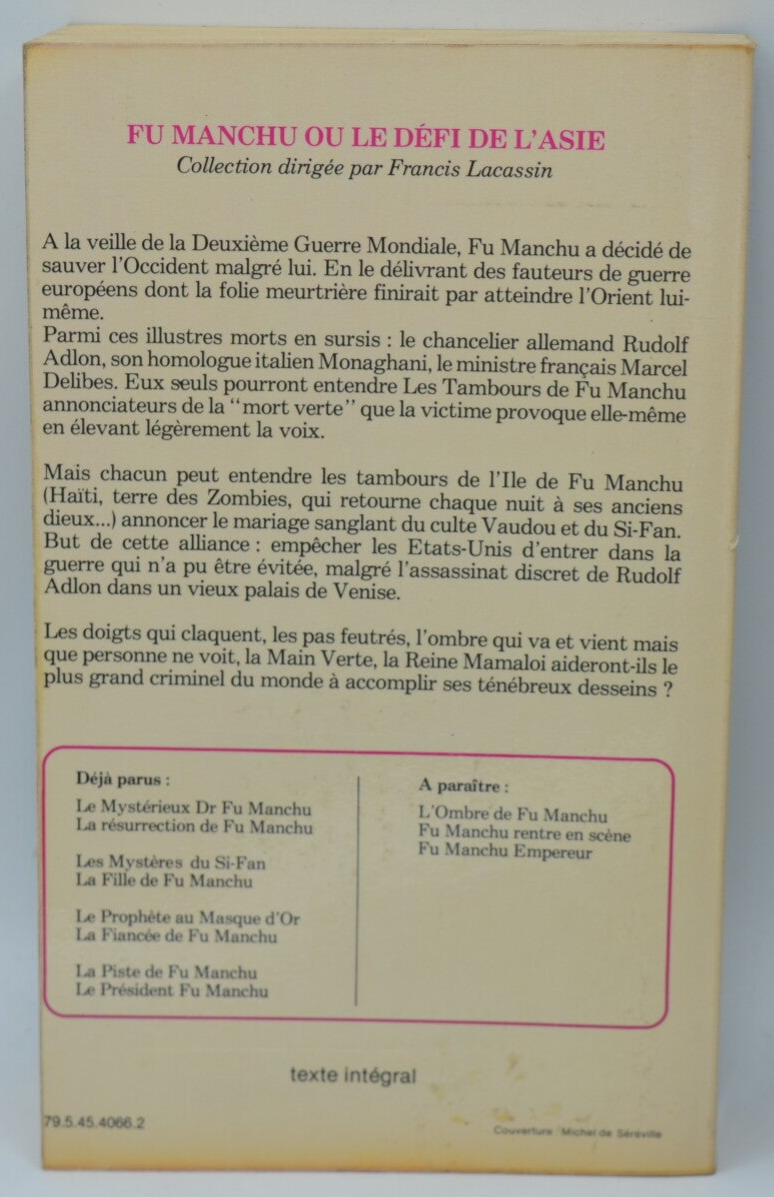 FU MANCHU OU LE DÉFI DE L'ASIE
Collection dirigée par Francis Lacassin
A la veille de la Deuxième Guerre Mondiale, Fu Manchu a décidé de
sauver l'Occident malgré lui. En le délivrant des fauteurs de guerre
européens dont la folie meurtrière finirait par atteindre l'Orient lui-
même.
Parmi ces illustres morts en sursis : le chancelier allemand Rudolf
Adlon, son homologue italien Monaghani, le ministre français Marcel
Delibes. Eux seuls pourront entendre Les Tambours de Fu Manchu
annonciateurs de la "mort verte" que la victime provoque elle-même
en élevant légèrement la voix.
Mais chacun peut entendre les tambours de l'Ile de Fu Manchu
(Haïti, terre des Zombies, qui retourne chaque nuit à ses anciens
dieux...) annoncer le mariage sanglant du culte Vaudou et du Si-Fan.
But de cette alliance : empêcher les Etats-Unis d'entrer dans la
guerre qui n'a pu être évitée, malgré l'assassinat discret de Rudolf
Adlon dans un vieux palais de Venise.
Les doigts qui claquent, les pas feutrés, l'ombre qui va et vient mais
que personne ne voit, la Main Verte, la Reine Mamaloi aideront-ils le
plus grand criminel du monde à accomplir ses ténébreux desseins ?
Déjà parus :
Le Mystérieux Dr Fu Manchu
La résurrection de Fu Manchu
Les Mystères du Si-Fan
La Fille de Fu Manchu
Le Prophète au Masque d'Or
La Fiancée de Fu Manchu
La Piste de Fu Manchu
Le Président Fu Manchu
A paraître :
L'Ombre de Fu Manchu
Fu Manchu rentre en scène
Fu Manchu Empereur
texte intégral
79.5.45.4066.2
Couverture : Michel de Séréville